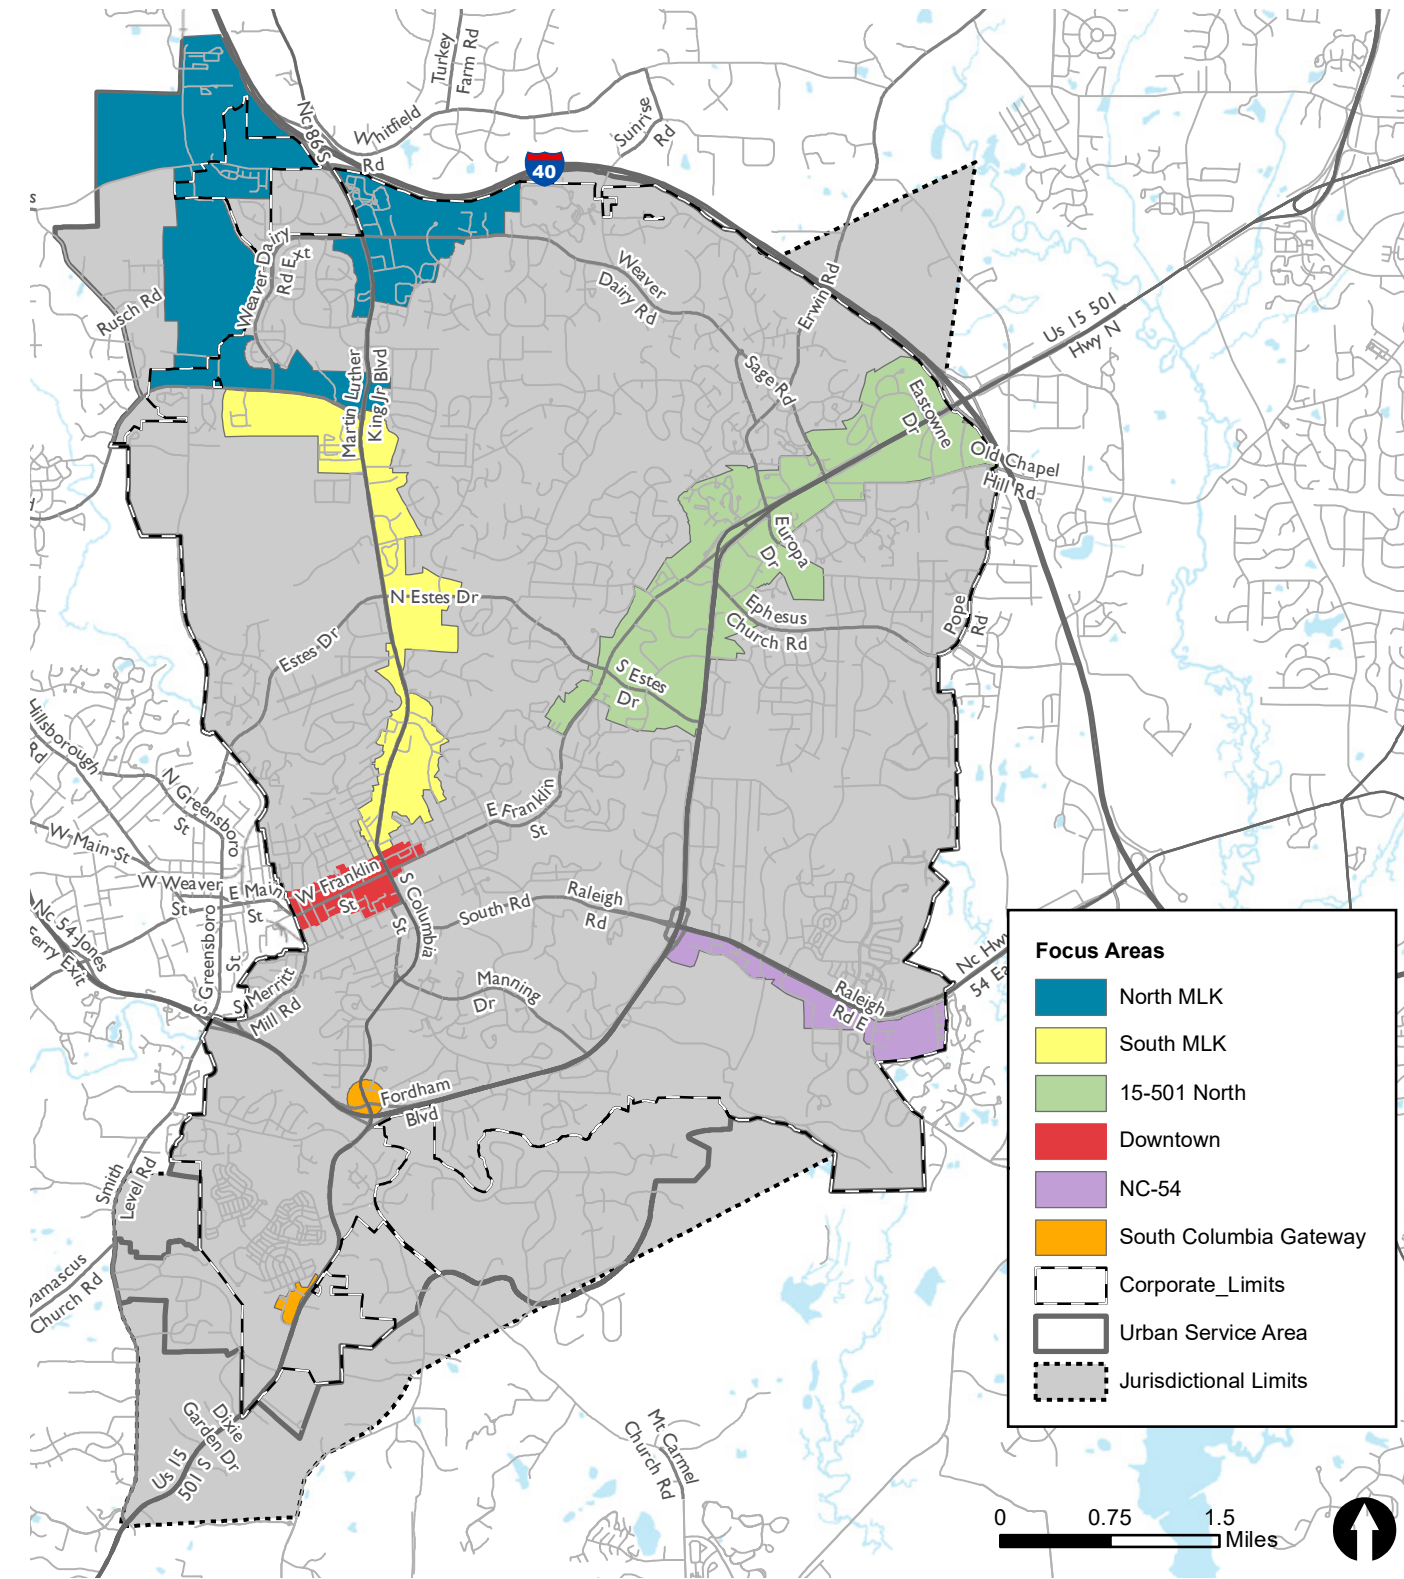 Turkey
Farm Rd
Nc 86 S
Whitfield
Rd
Sunrise
Rd
40
s
Weaver Dairy
Rd Ext
Weaver
Dairy Rd
Erwin Rd
Rusch Rd
Us 15 501
Hwy N
Martin Luther
King Jr Blvd
Sage Rd
Eastowne
Dr
Old Chapel
Hill Rd
Europa
Dr
N Estes Dr
Estes Dr
Ephesus
Church Rd
Pope
Rd
S Estes
Dr
Hillsborough
Rd
N Greensboro
St
E Franklin
St
W Main St
W Weaver
St
E Main
St
W Franklin
St
S Columbia
St
South Rd
Raleigh
Rd
Nc 54 Jones
Ferry Exit
S Greensboro
St
S Merritt
Mill Rd
Manning
Dr
Raleigh
Rd E
Nc Hwy
54 Ea
Fordham
Blvd
Smith
Level Rd
Damascus
Church Rd
Dixie
Garden Dr
Us 15
501 S
Mt Carmel
Church Rd
Focus Areas
North MLK
South MLK
15-501 North
Downtown
NC-54
South Columbia Gateway
Corporate_Limits
Urban Service Area
Jurisdictional Limits
0 0.75 1.5
Miles